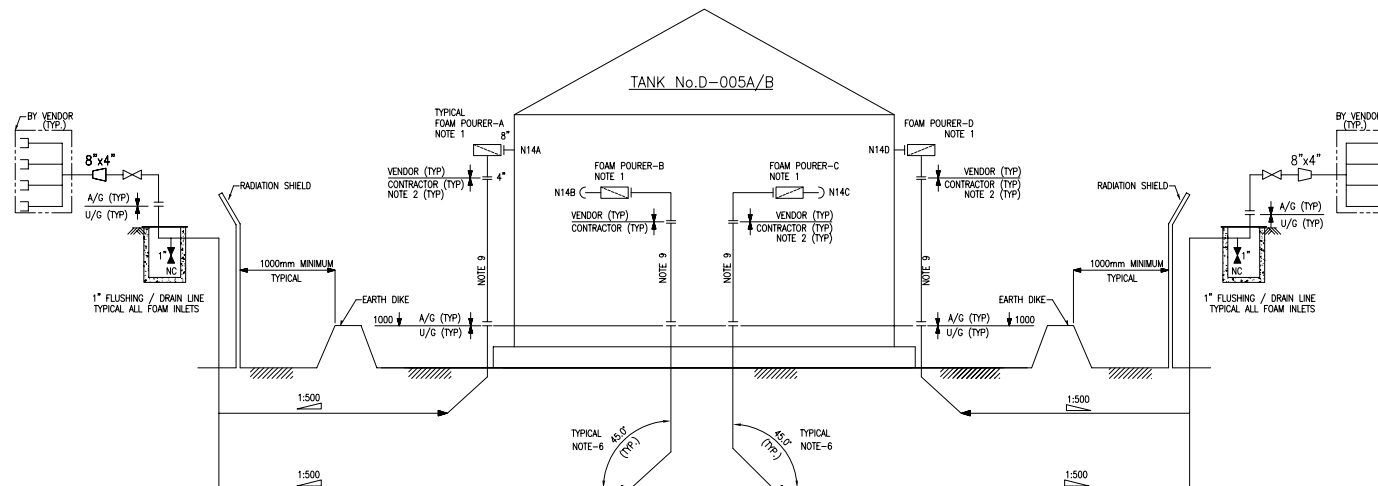 TANK No.D-005A/B
BY VENDOR
(TYP.)
8"x4"
A/G (TYP)
U/G (TYP)
1"
NC
1" FLUSHING / DRAIN LINE
TYPICAL ALL FOAM INLETS
RADIATION SHIELD
1000mm MINIMUM
TYPICAL
EARTH DIKE
1000
TYPICAL
FOAM POURER-A
NOTE 1
8"
N14A
VENDOR (TYP)
4"
CONTRACTOR (TYP)
NOTE 2 (TYP)
NOTE 9
A/G (TYP)
U/G (TYP)
FOAM POURER-B
NOTE 1
N14B
VENDOR (TYP)
CONTRACTOR (TYP)
NOTE 9
FOAM POURER-C
NOTE 1
N14C
VENDOR (TYP)
CONTRACTOR (TYP)
NOTE 2 (TYP)
NOTE 9
FOAM POURER-D
NOTE 1
N14D
VENDOR (TYP)
CONTRACTOR (TYP)
NOTE 2 (TYP)
NOTE 9
A/G (TYP)
U/G (TYP)
1000
EARTH DIKE
1000mm MINIMUM
TYPICAL
RADIATION SHIELD
BY VENDOR
(TYP.)
8"x4"
A/G (TYP)
U/G (TYP)
1"
NC
1" FLUSHING / DRAIN LINE
TYPICAL ALL FOAM INLETS
1:500
1:500
TYPICAL
NOTE-6
45.0°
(TYP.)
45.0°
(TYP.)
TYPICAL
NOTE-6
1:500
1:500